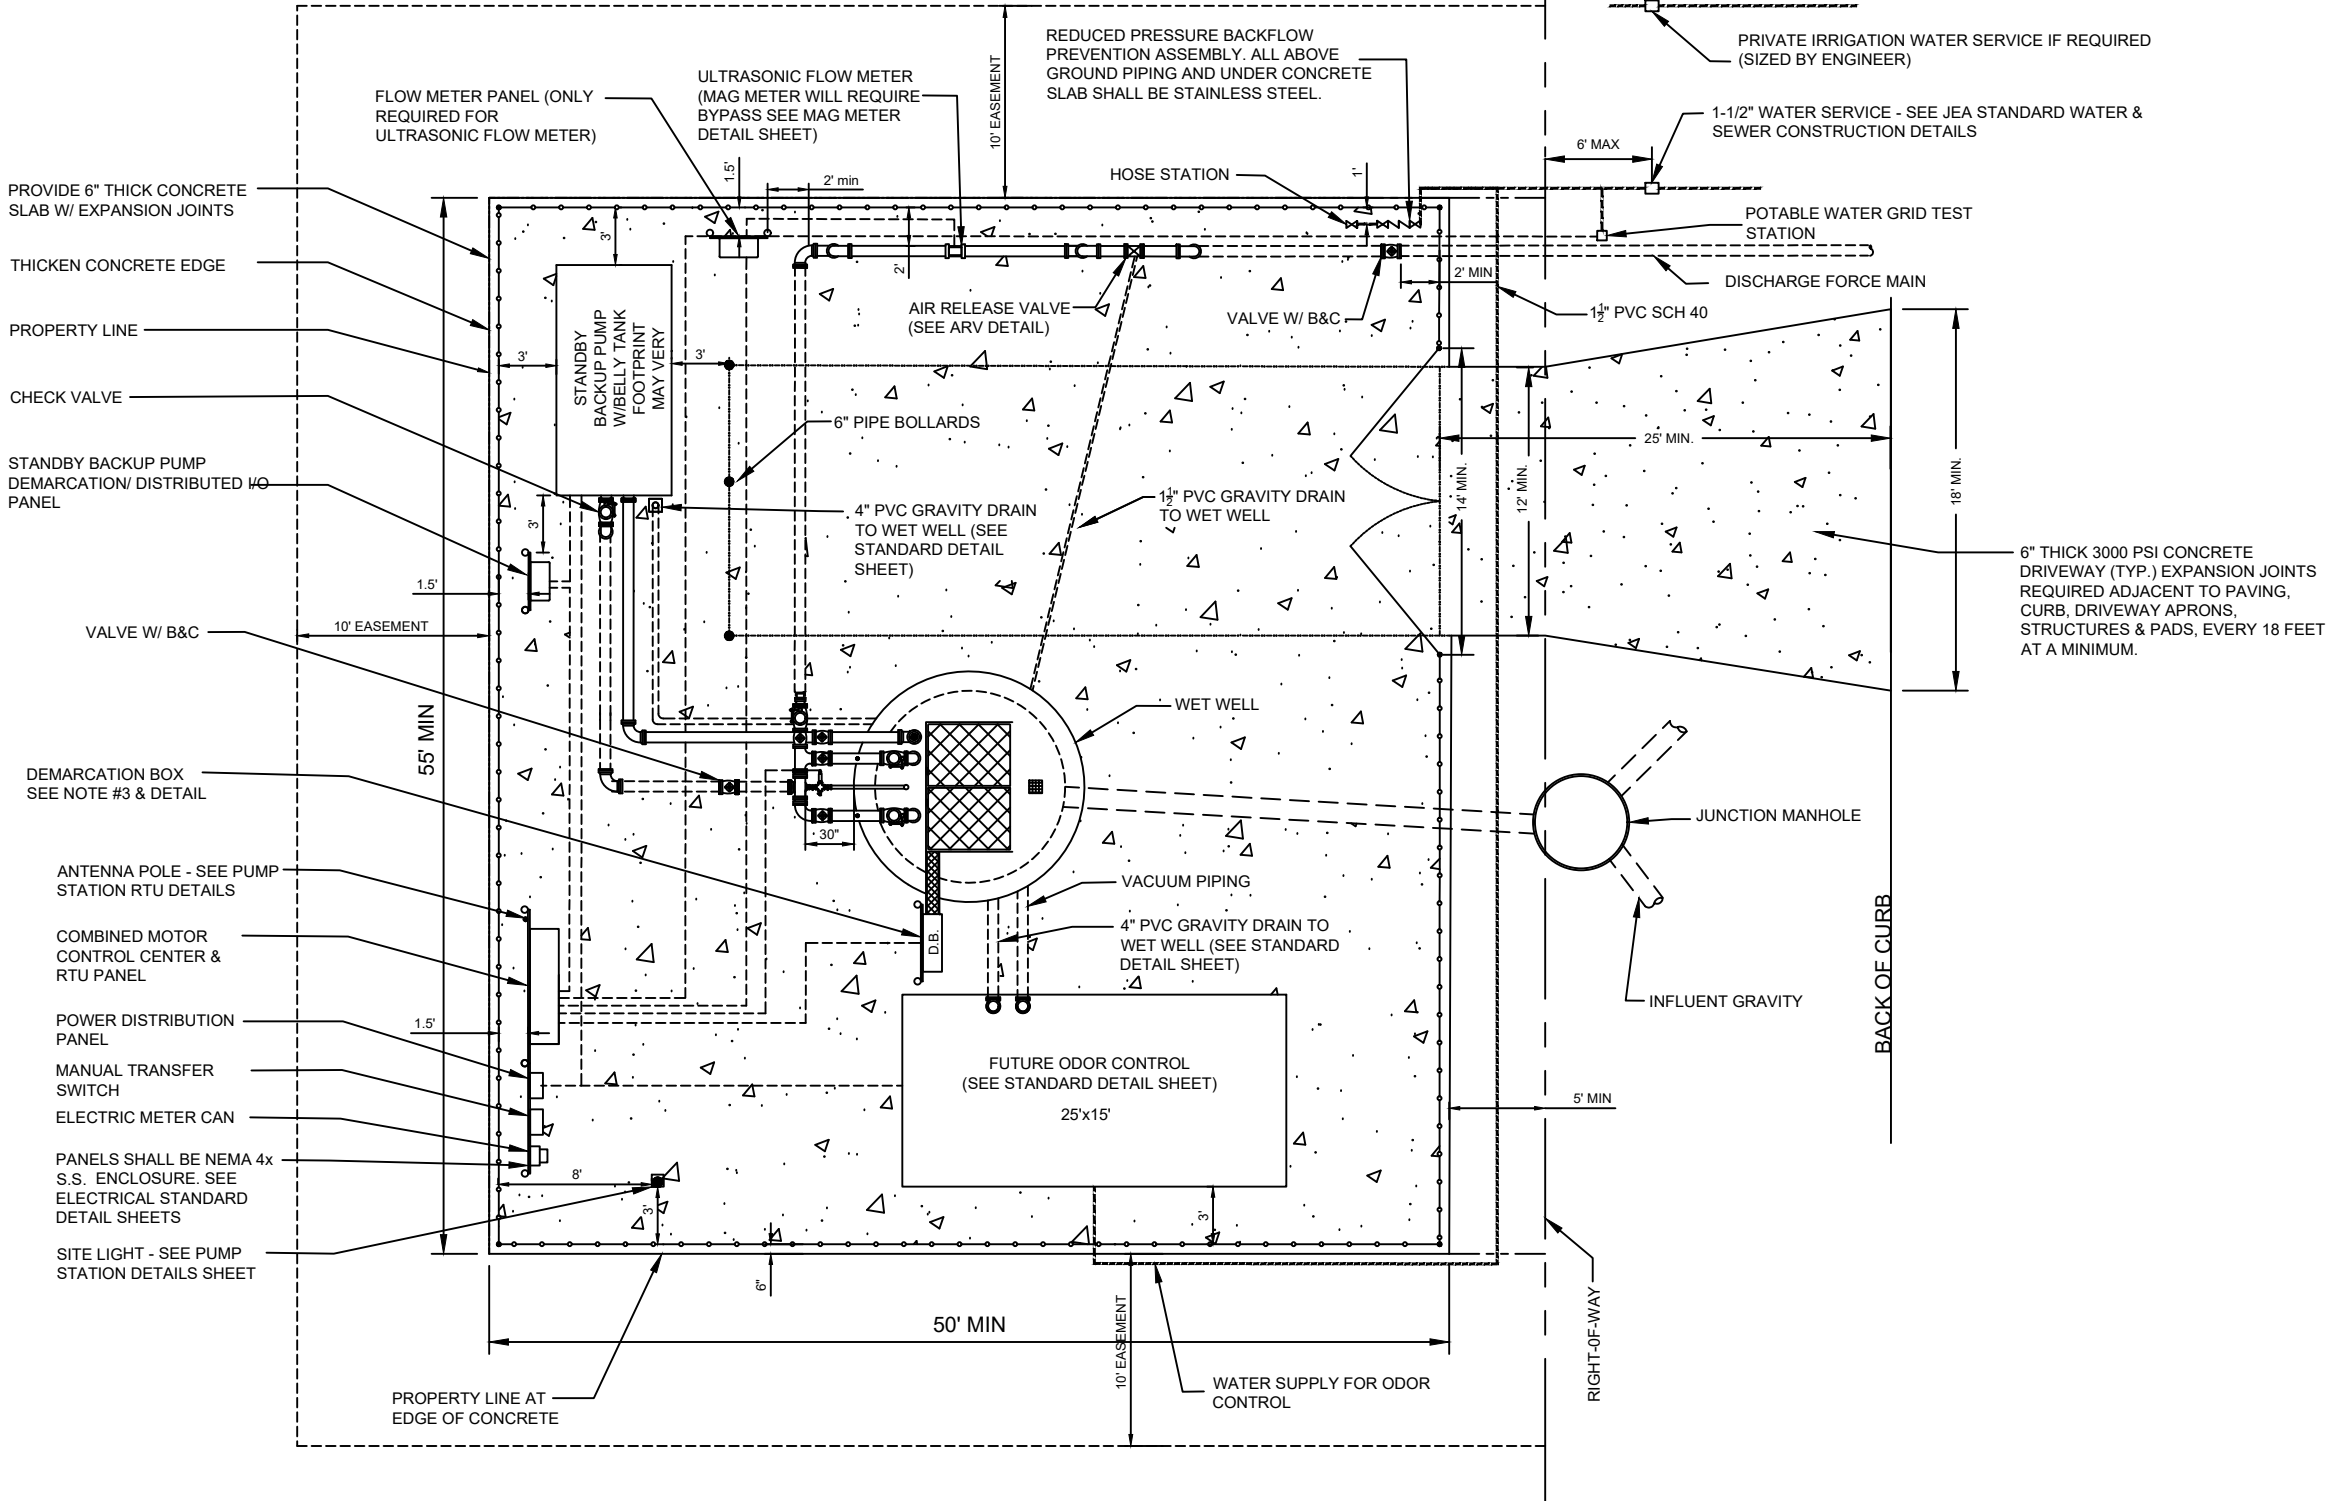 PRIVATE IRRIGATION WATER SERVICE IF REQUIRED
(SIZED BY ENGINEER)
REDUCED PRESSURE BACKFLOW
PREVENTION ASSEMBLY. ALL ABOVE
GROUND PIPING AND UNDER CONCRETE
SLAB SHALL BE STAINLESS STEEL.
10' EASEMENT
ULTRASONIC FLOW METER
(MAG METER WILL REQUIRE
BYPASS SEE MAG METER
DETAIL SHEET)
FLOW METER PANEL (ONLY
REQUIRED FOR
ULTRASONIC FLOW METER)
1-1/2" WATER SERVICE - SEE JEA STANDARD WATER &
SEWER CONSTRUCTION DETAILS
6' MAX
HOSE STATION
1'
1.5'
2' min
PROVIDE 6" THICK CONCRETE
SLAB W/ EXPANSION JOINTS
POTABLE WATER GRID TEST
STATION
3'
2'
THICKEN CONCRETE EDGE
2' MIN
DISCHARGE FORCE MAIN
AIR RELEASE VALVE
(SEE ARV DETAIL)
VALVE W/ B&C
1½" PVC SCH 40
PROPERTY LINE
STANDBY
BACKUP PUMP
W/BELLY TANK
FOOTPRINT
MAY VERY
3'
3'
CHECK VALVE
6" PIPE BOLLARDS
25' MIN.
14' MIN.
12' MIN.
18' MIN.
STANDBY BACKUP PUMP
DEMARCATION/ DISTRIBUTED I/O
PANEL
3'
4" PVC GRAVITY DRAIN
TO WET WELL (SEE
STANDARD DETAIL
SHEET)
1½" PVC GRAVITY DRAIN
TO WET WELL
6" THICK 3000 PSI CONCRETE
DRIVEWAY (TYP.) EXPANSION JOINTS
REQUIRED ADJACENT TO PAVING,
CURB, DRIVEWAY APRONS,
STRUCTURES & PADS, EVERY 18 FEET
AT A MINIMUM.
1.5'
10' EASEMENT
VALVE W/ B&C
55' MIN
WET WELL
DEMARCATION BOX
SEE NOTE #3 & DETAIL
30"
JUNCTION MANHOLE
ANTENNA POLE - SEE PUMP
STATION RTU DETAILS
VACUUM PIPING
COMBINED MOTOR
CONTROL CENTER &
RTU PANEL
D.B.
4" PVC GRAVITY DRAIN TO
WET WELL (SEE STANDARD
DETAIL SHEET)
BACK OF CURB
INFLUENT GRAVITY
POWER DISTRIBUTION
PANEL
1.5'
MANUAL TRANSFER
SWITCH
FUTURE ODOR CONTROL
(SEE STANDARD DETAIL SHEET)
25'x15'
ELECTRIC METER CAN
5' MIN
PANELS SHALL BE NEMA 4x
S.S. ENCLOSURE. SEE
ELECTRICAL STANDARD
DETAIL SHEETS
8'
3'
3'
SITE LIGHT - SEE PUMP
STATION DETAILS SHEET
6"
50' MIN
10' EASEMENT
RIGHT-0F-WAY
PROPERTY LINE AT
EDGE OF CONCRETE
WATER SUPPLY FOR ODOR
CONTROL